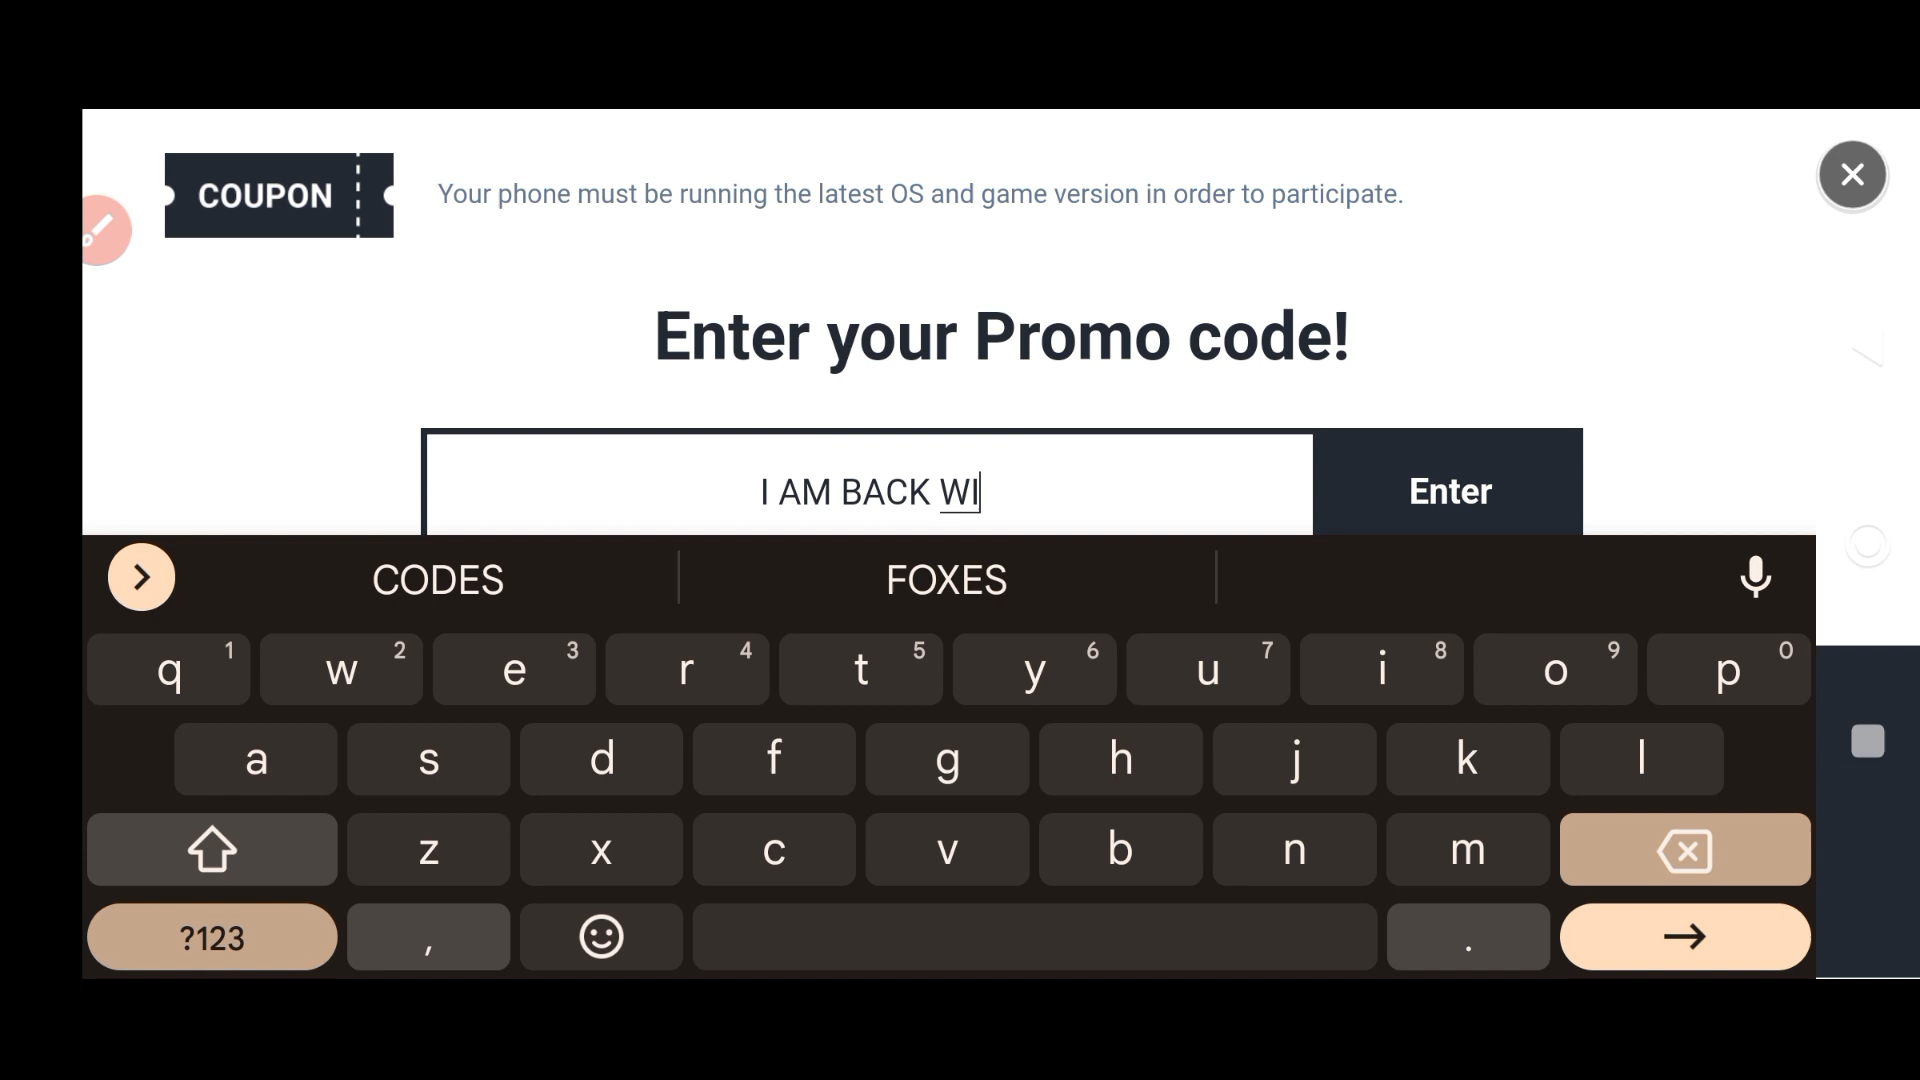 COUPON
Your phone must be running the latest OS and game version in order to participate.
Enter your Promo code!
I AM BACK WI
Enter
CODES FOXES
q 1 w 2 e 3 r 4 t 5 y 6 u 7 i 8 o 9 p 0
a s d f g h j k l
z x c v b n m
?123 , .